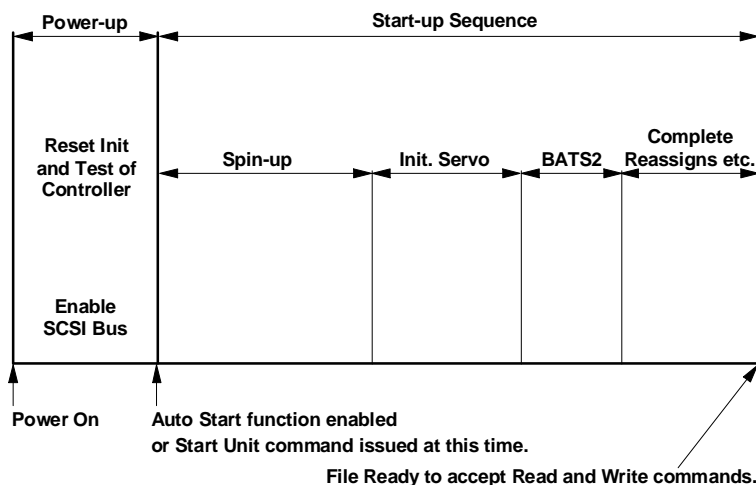 Power-up
Start-up Sequence
Reset Init
and Test of
Controller
Spin-up
Init. Servo
BATS2
Complete
Reassigns etc.
Enable
SCSI Bus
Power On
Auto Start function enabled
or Start Unit command issued at this time.
File Ready to accept Read and Write commands.